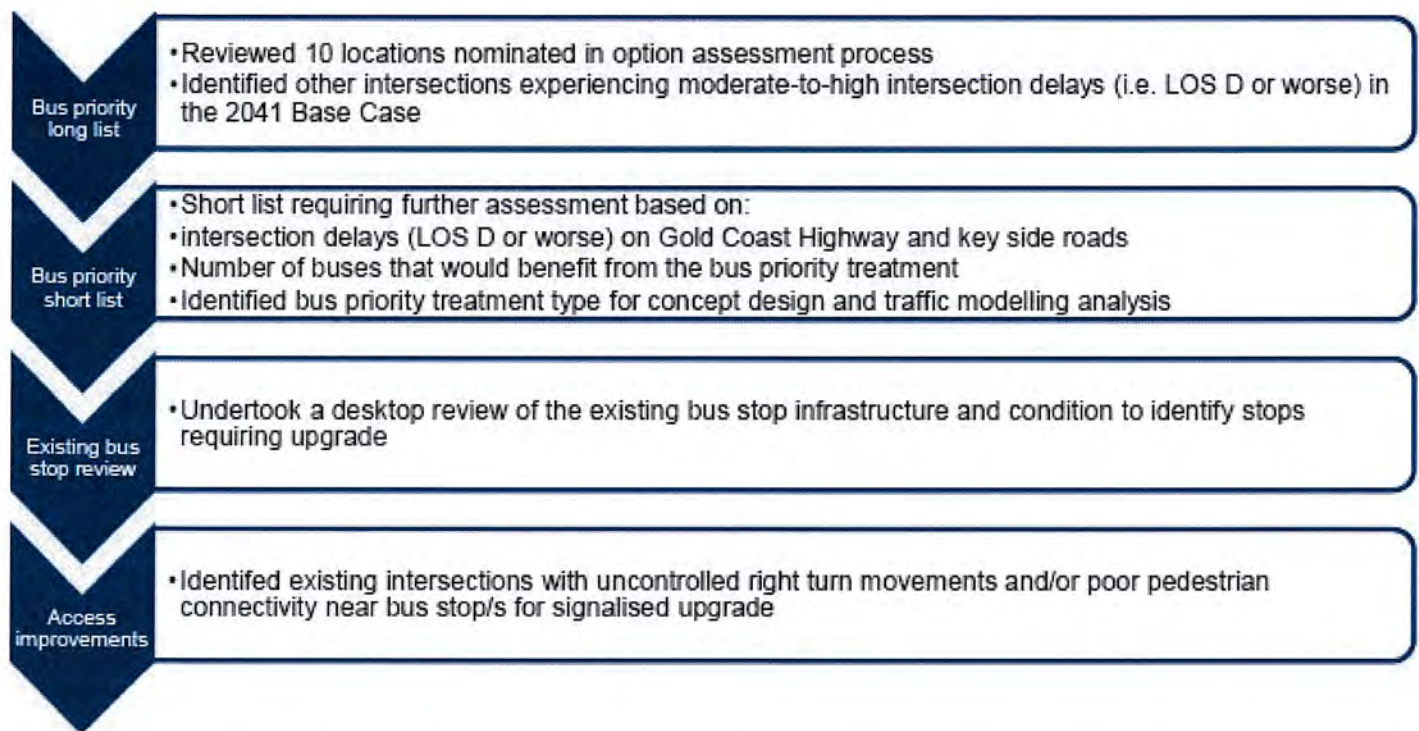 Bus priority
long list
•Reviewed 10 locations nominated in option assessment process
•Identified other intersections experiencing moderate-to-high intersection delays (i.e. LOS D or worse) in
the 2041 Base Case
Bus priority
short list
•Short list requiring further assessment based on:
•intersection delays (LOS D or worse) on Gold Coast Highway and key side roads
•Number of buses that would benefit from the bus priority treatment
•Identified bus priority treatment type for concept design and traffic modelling analysis
Existing bus
stop review
•Undertook a desktop review of the existing bus stop infrastructure and condition to identify stops
requiring upgrade
Access
improvements
•Identifed existing intersections with uncontrolled right turn movements and/or poor pedestrian
connectivity near bus stop/s for signalised upgrade